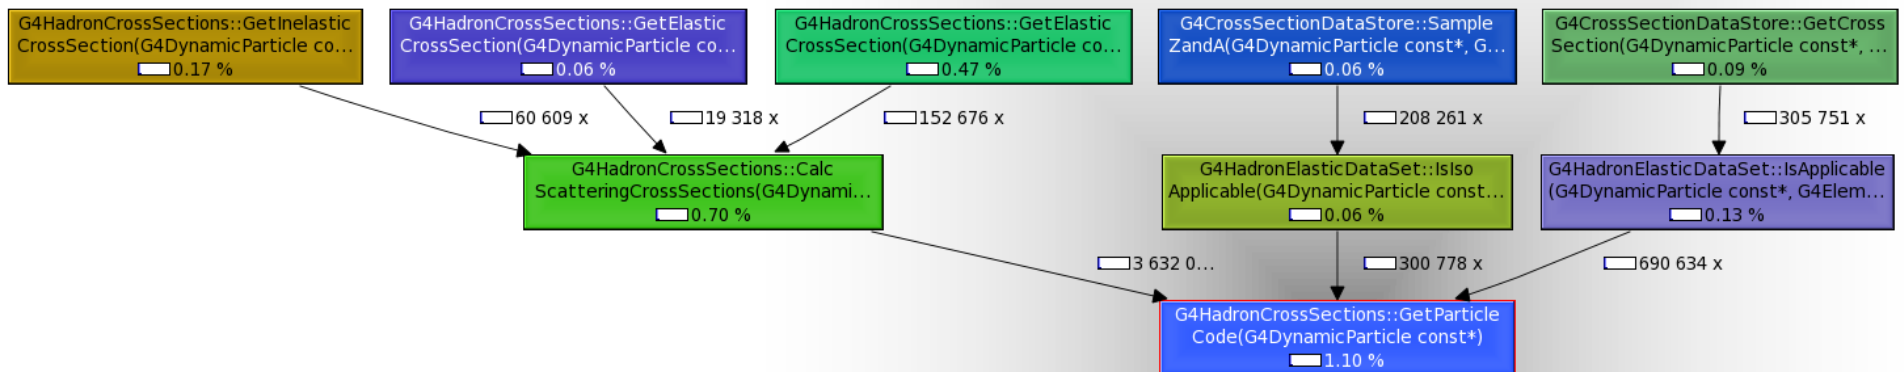 G4HadronCrossSections::GetInelastic
CrossSection(G4DynamicParticle co...
0.17 %
G4HadronCrossSections::GetElastic
CrossSection(G4DynamicParticle co...
0.06 %
G4HadronCrossSections::GetElastic
CrossSection(G4DynamicParticle co...
0.47 %
G4CrossSectionDataStore::Sample
ZandA(G4DynamicParticle const*, G...
0.06 %
G4CrossSectionDataStore::GetCross
Section(G4DynamicParticle const*, ...
0.09 %
60 609 x
19 318 x
152 676 x
208 261 x
305 751 x
G4HadronCrossSections::Calc
ScatteringCrossSections(G4Dynami...
0.70 %
G4HadronElasticDataSet::IsIso
Applicable(G4DynamicParticle const...
0.06 %
G4HadronElasticDataSet::IsApplicable
(G4DynamicParticle const*, G4Elem...
0.13 %
3 632 0...
300 778 x
690 634 x
G4HadronCrossSections::GetParticle
Code(G4DynamicParticle const*)
1.10 %